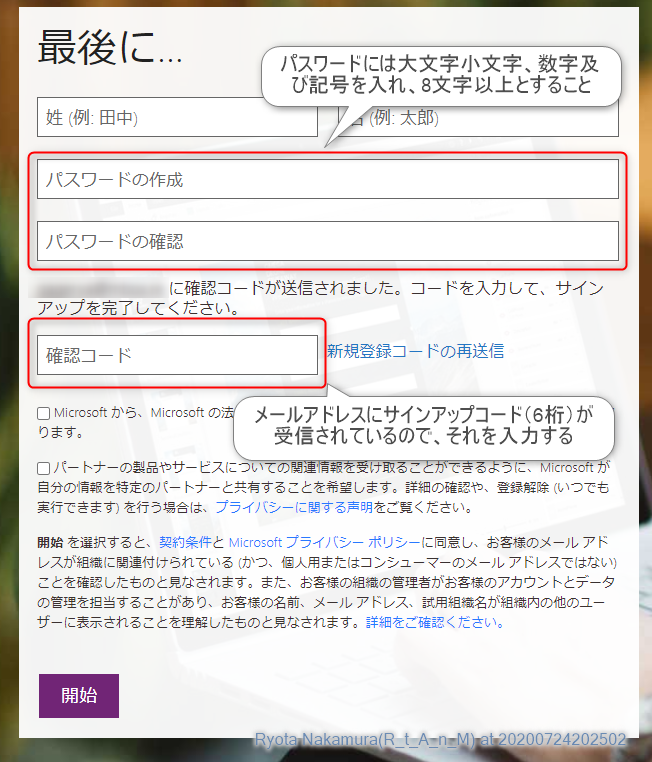 最後に...
パスワードには大文字小文字、数字及
び記号を入れ、8文字以上とすること
姓 (例: 田中)
(例: 太郎)
パスワードの作成
パスワードの確認
に確認コードが送信されました。コードを入力して、サイン
アップを完了してください。
確認コード
新規登録コードの再送信
メールアドレスにサインアップコード（6桁）が
受信されているので、それを入力する
Microsoft から、Microsoft の法
ります。
パートナーの製品やサービスについての関連情報を受け取ることができるように、Microsoft が
自分の情報を特定のパートナーと共有することを希望します。詳細の確認や、登録解除 (いつでも
実行できます) を行う場合は、プライバシーに関する声明をご覧ください。
開始 を選択すると、契約条件と Microsoft プライバシー ポリシーに同意し、お客様のメール アド
レスが組織に関連付けられている (かつ、個人用またはコンシューマーのメール アドレスではない)
ことを確認したものと見なされます。また、お客様の組織の管理者がお客様のアカウントとデータ
の管理を担当することがあり、お客様の名前、メール アドレス、試用組織名が組織内の他のユー
ザーに表示されることを理解したものと見なされます。詳細をご確認ください。
開始
Ryota Nakamura(R_t_A_n_M) at 20200724202502